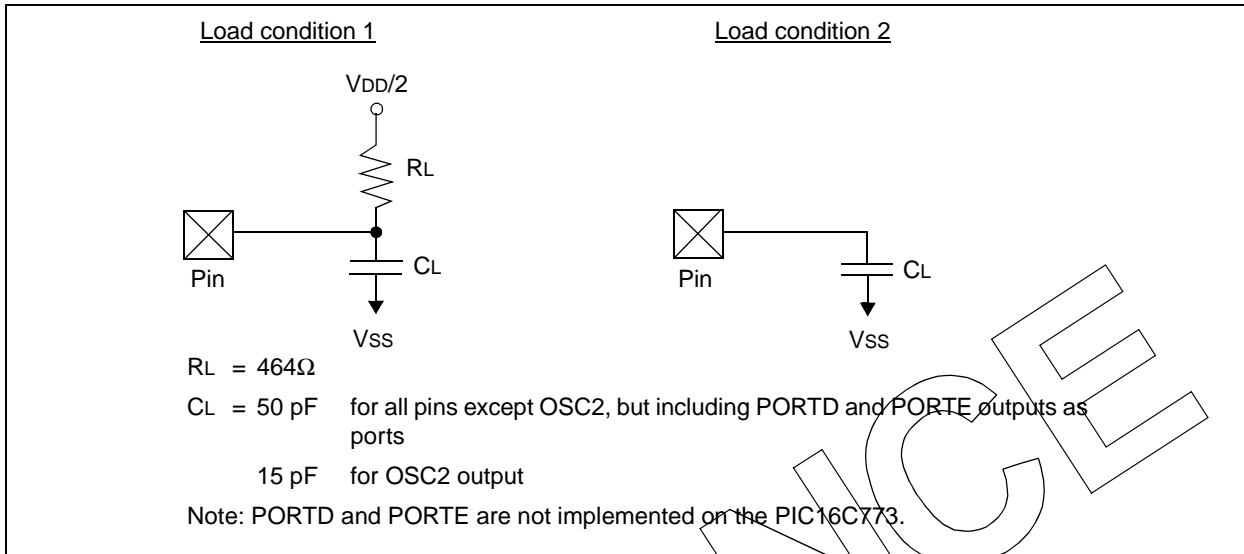 Load condition 1
Load condition 2
VDD/2
RL
Pin
CL
VSS
Pin
CL
VSS
RL = 464Ω
CL = 50 pF for all pins except OSC2, but including PORTD and PORTE outputs as
ports
15 pF for OSC2 output
Note: PORTD and PORTE are not implemented on the PIC16C773.
NCE